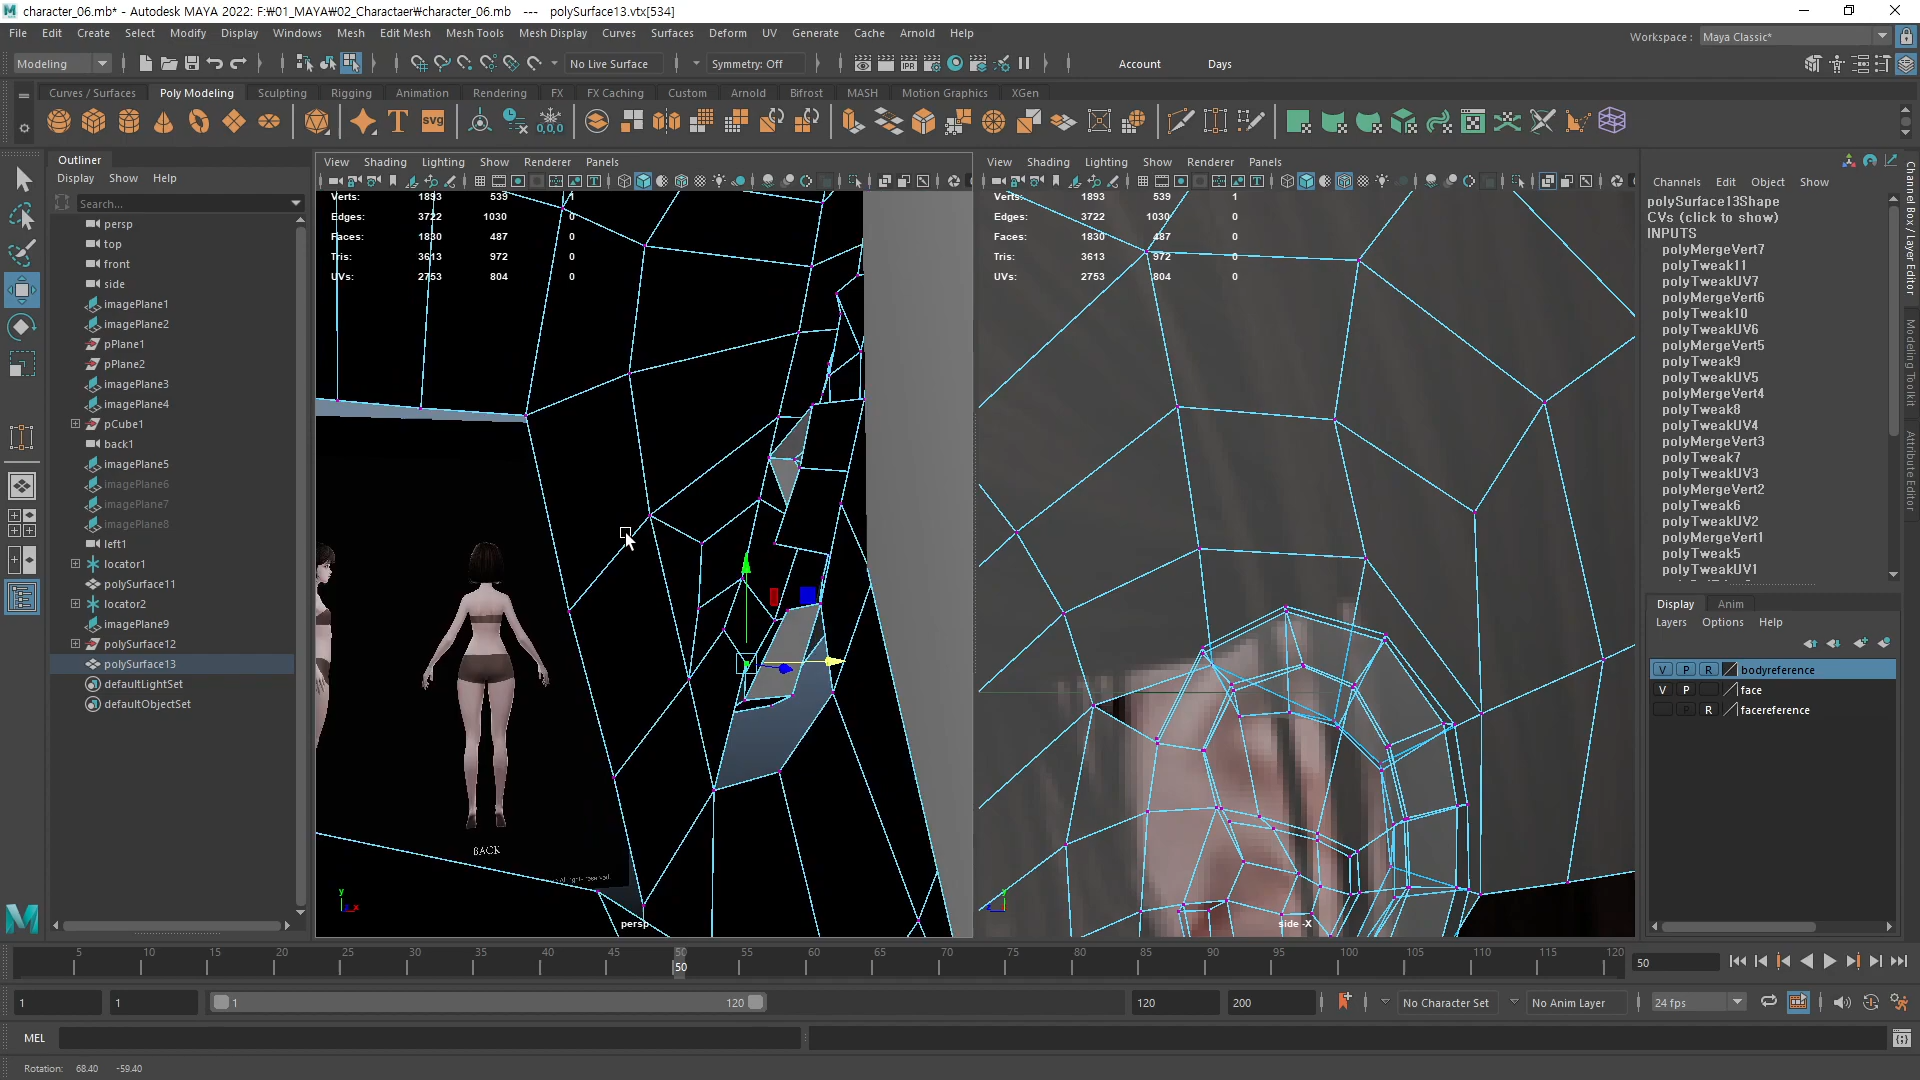 character_06.mb* - Autodesk MAYA 2022: F:₩01_MAYA₩02_Charactaer₩character_06.mb --- polySurface13.vtx[534]
File Edit Create Select Modify Display Windows Mesh Edit Mesh Mesh Tools Mesh Display Curves Surfaces Deform UV Generate Cache Arnold Help
Workspace : Maya Classic*
Modeling No Live Surface Symmetry: Off Account Days
Curves / Surfaces Poly Modeling Sculpting Rigging Animation Rendering FX FX Caching Custom Arnold Bifrost MASH Motion Graphics XGen
Outliner
Display Show Help
Search...
persp
top
front
side
imagePlane1
imagePlane2
pPlane1
pPlane2
imagePlane3
imagePlane4
pCube1
back1
imagePlane5
imagePlane6
imagePlane7
imagePlane8
left1
locator1
polySurface11
locator2
imagePlane9
polySurface12
polySurface13
defaultLightSet
defaultObjectSet
View Shading Lighting Show Renderer Panels
Verts: 1893 539 1
Edges: 3722 1030 0
Faces: 1830 487 0
Tris: 3613 972 0
UVs: 2753 804 0
BACK
persp
View Shading Lighting Show Renderer Panels
Verts: 1893 539 1
Edges: 3722 1030 0
Faces: 1830 487 0
Tris: 3613 972 0
UVs: 2753 804 0
side -X
Channels Edit Object Show
polySurface13Shape
CVs (click to show)
INPUTS
polyMergeVert7
polyTweak11
polyTweakUV7
polyMergeVert6
polyTweak10
polyTweakUV6
polyMergeVert5
polyTweak9
polyTweakUV5
polyMergeVert4
polyTweak8
polyTweakUV4
polyMergeVert3
polyTweak7
polyTweakUV3
polyMergeVert2
polyTweak6
polyTweakUV2
polyMergeVert1
polyTweak5
polyTweakUV1
Display Anim
Layers Options Help
V P R bodyreference
V P face
P R facereference
Channel Box / Layer Editor
Modeling Toolkit
Attribute Editor
5 10 15 20 25 30 35 40 45 50 55 60 65 70 75 80 85 90 95 100 105 110 115 120
50
50
1 1 1 120 120 200 No Character Set No Anim Layer 24 fps
MEL
Rotation: 68.40 -59.40